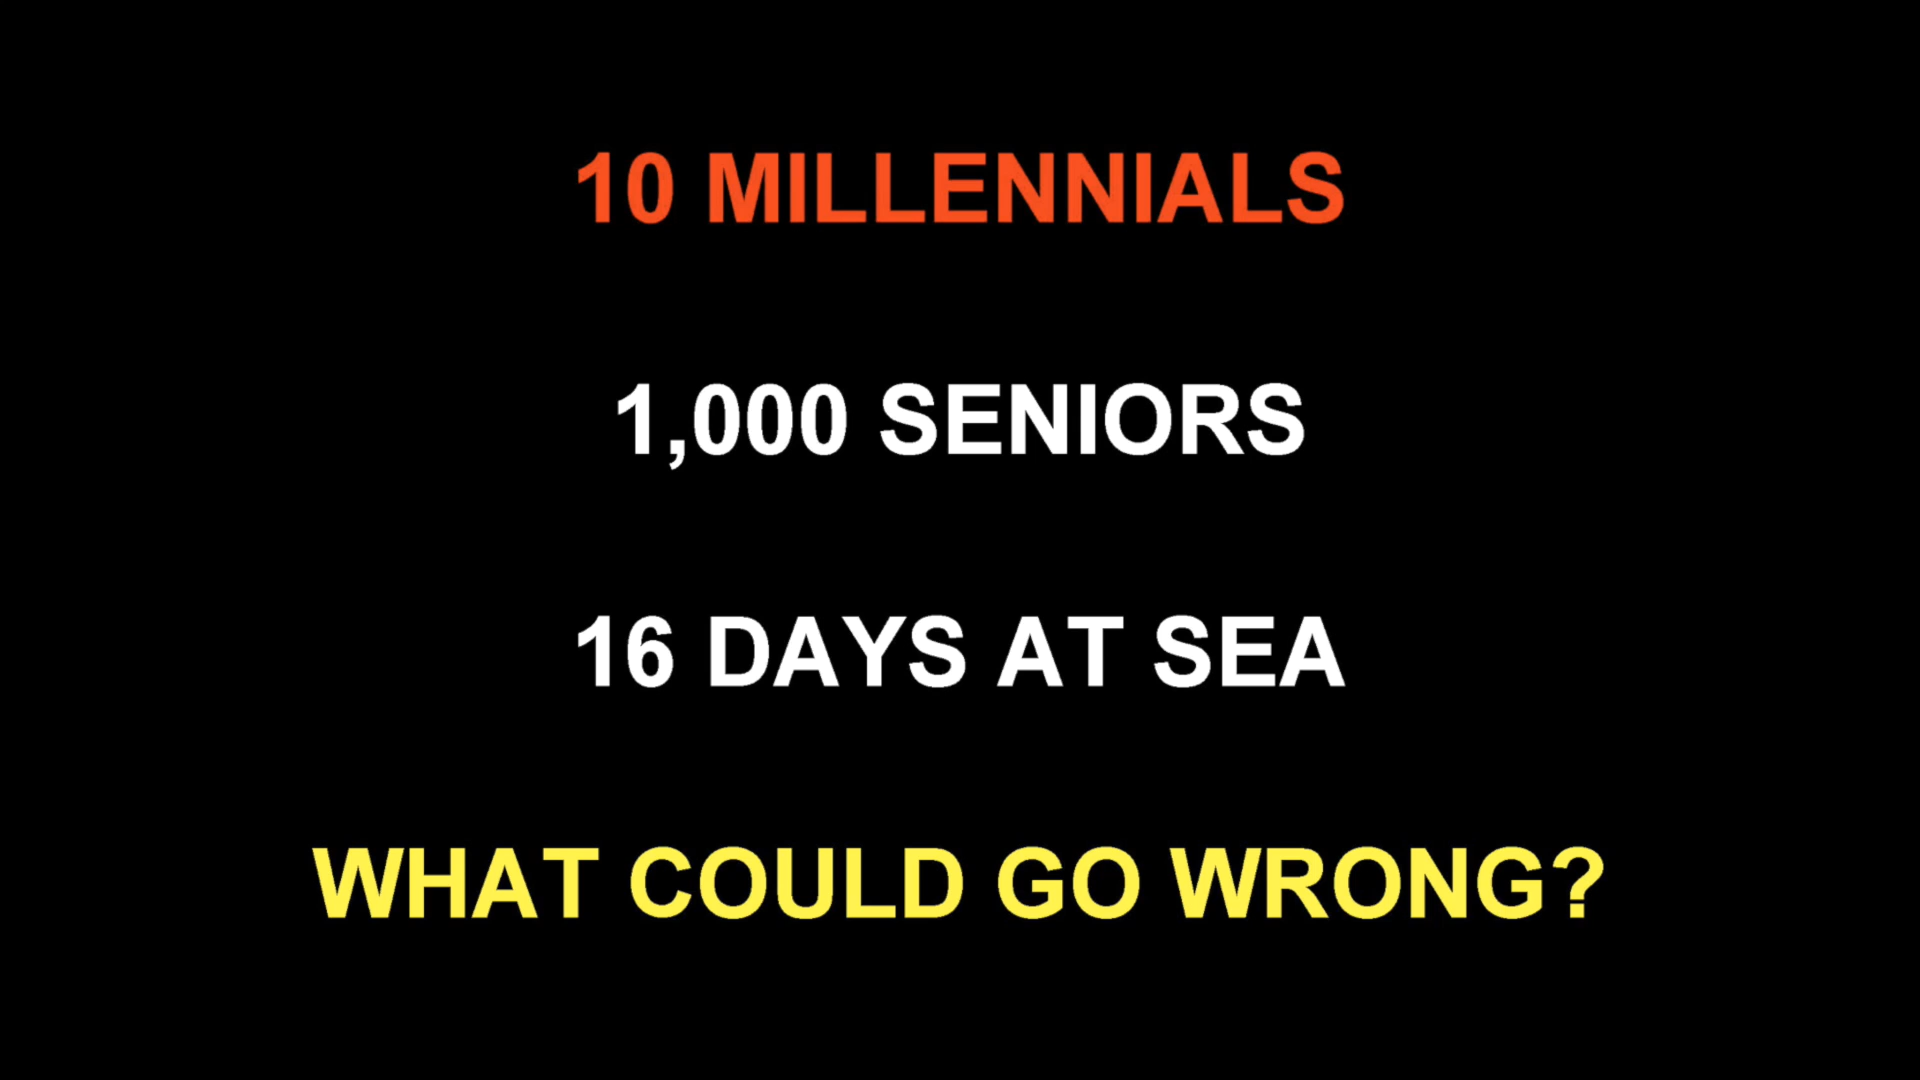 10 MILLENNIALS
1,000 SENIORS
16 DAYS AT SEA
WHAT COULD GO WRONG?